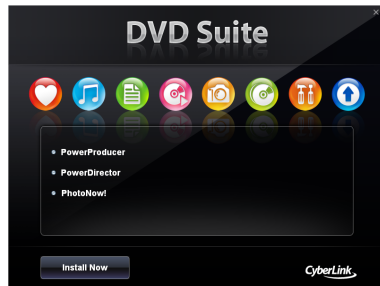 DVD Suite
PowerProducer
PowerDirector
PhotoNow!
Install Now
CyberLink